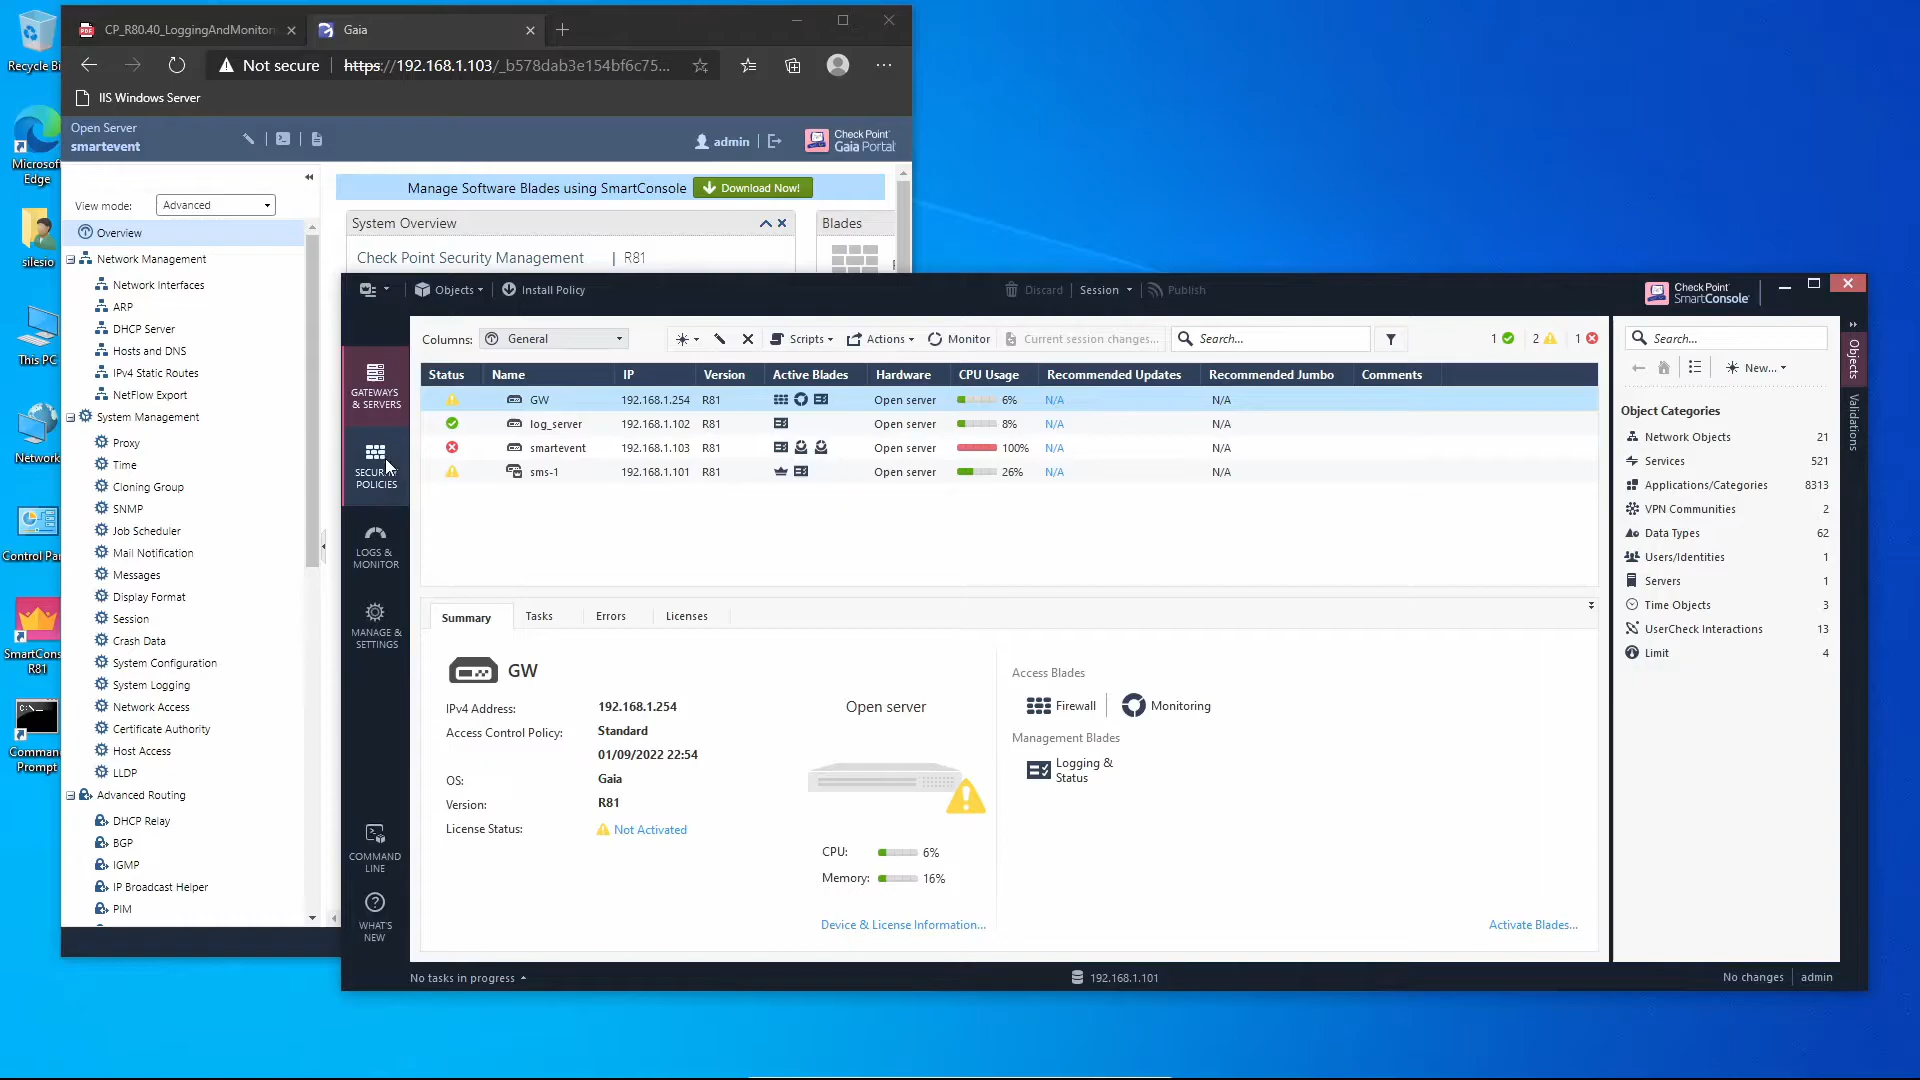 Recycle Bi
Microsof
Edge
silesio
This PC
Network
Control Pa
SmartCons
R81
Command
Prompt
CP_R80.40_LoggingAndMonitor
Gaia
Not secure
https://192.168.1.103/_b578dab3e154bf6c75...
IIS Windows Server
Open Server
smartevent
admin
Check Point
Gaia Portal
View mode:
Advanced
Manage Software Blades using SmartConsole
Download Now!
System Overview
Blades
Check Point Security Management | R81
Overview
Network Management
Network Interfaces
ARP
DHCP Server
Hosts and DNS
IPv4 Static Routes
NetFlow Export
System Management
Proxy
Time
Cloning Group
SNMP
Job Scheduler
Mail Notification
Messages
Display Format
Session
Crash Data
System Configuration
System Logging
Network Access
Certificate Authority
Host Access
LLDP
Advanced Routing
DHCP Relay
BGP
IGMP
IP Broadcast Helper
PIM
Objects
Install Policy
Discard
Session
Publish
Check Point
SmartConsole
GATEWAYS
& SERVERS
POLICIES
LOGS &
MONITOR
MANAGE &
SETTINGS
COMMAND
LINE
WHAT'S
NEW
Columns:
General
Scripts
Actions
Monitor
Current session changes...
Search...
1
2
1
Status Name IP Version Active Blades Hardware CPU Usage Recommended Updates Recommended Jumbo Comments
GW 192.168.1.254 R81 Open server 6% N/A N/A
log_server 192.168.1.102 R81 Open server 8% N/A N/A
smartevent 192.168.1.103 R81 Open server 100% N/A N/A
sms-1 192.168.1.101 R81 Open server 26% N/A N/A
Summary Tasks Errors Licenses
GW
IPv4 Address: 192.168.1.254
Access Control Policy: Standard
01/09/2022 22:54
OS: Gaia
Version: R81
License Status: Not Activated
Open server
CPU: 6%
Memory: 16%
Device & License Information...
Access Blades
Firewall
Monitoring
Management Blades
Logging &
Status
Activate Blades...
Search...
New...
Object Categories
Network Objects 21
Services 521
Applications/Categories 8313
VPN Communities 2
Data Types 62
Users/Identities 1
Servers 1
Time Objects 3
UserCheck Interactions 13
Limit 4
Objects
Validations
No tasks in progress
192.168.1.101
No changes
admin